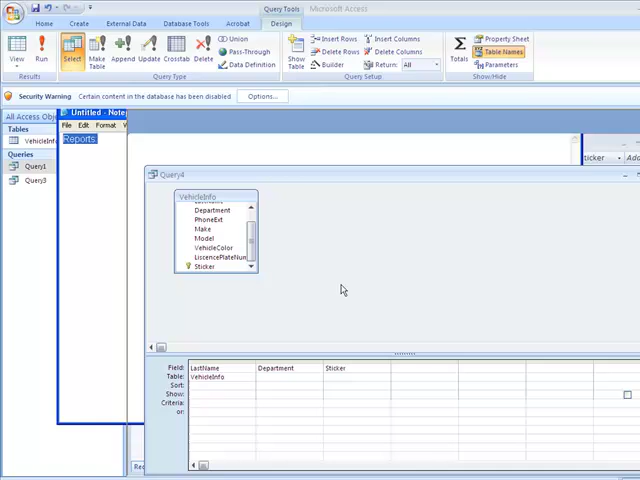 Query Tools
Microsoft Access
Home Create External Data Database Tools Acrobat Design
View
Run
Select
Make Table
Append
Update
Crosstab
Delete
Union
Pass-Through
Data Definition
Show Table
Insert Rows
Delete Rows
Builder
Insert Columns
Delete Columns
Return: All
Totals
Property Sheet
Table Names
Parameters
Results Query Type Query Setup Show/Hide
Security Warning Certain content in the database has been disabled Options...
All Access Obj
Untitled - Note
File Edit Format V
Reports:
Tables
VehicleInfo
Queries
Query1
Query3
ticker
Query4
VehicleInfo
Department
PhoneExt
Make
Model
VehicleColor
LiscencePlateNum
Sticker
Field: LastName Department Sticker
Table: VehicleInfo
Sort:
Show:
Criteria:
or: